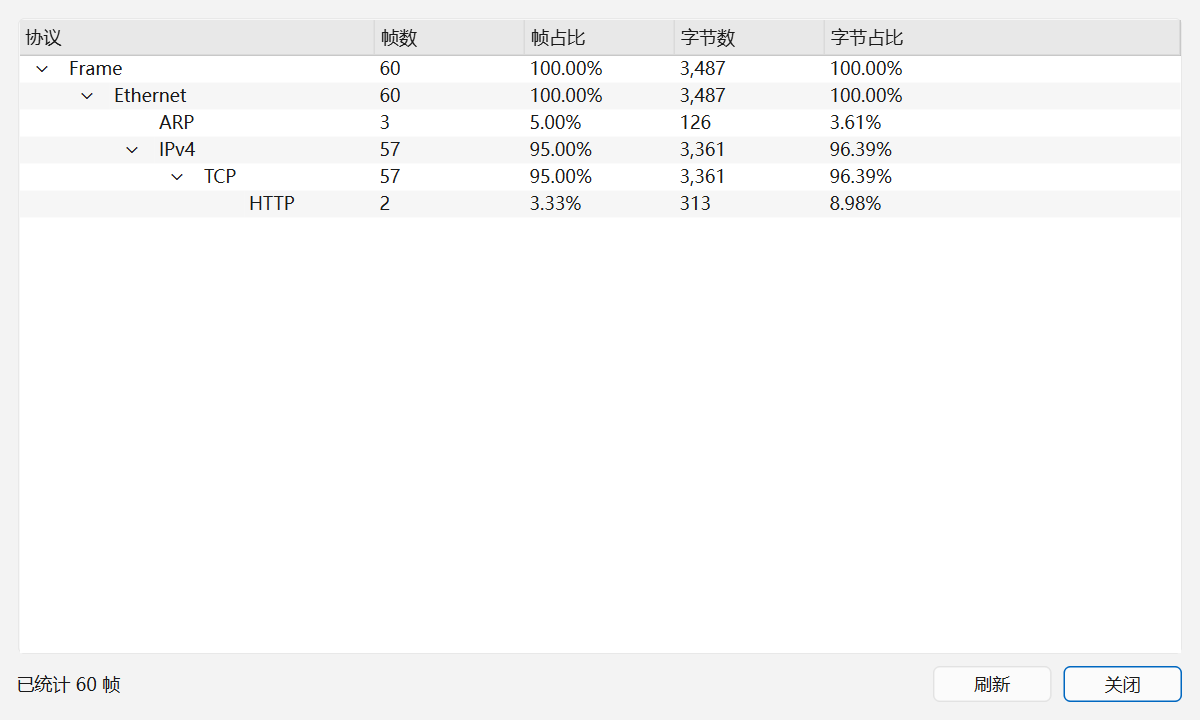 协议 帧数 帧占比 字节数 字节占比
Frame 60 100.00% 3,487 100.00%
Ethernet 60 100.00% 3,487 100.00%
ARP 3 5.00% 126 3.61%
IPv4 57 95.00% 3,361 96.39%
TCP 57 95.00% 3,361 96.39%
HTTP 2 3.33% 313 8.98%
已统计 60 帧 刷新 关闭